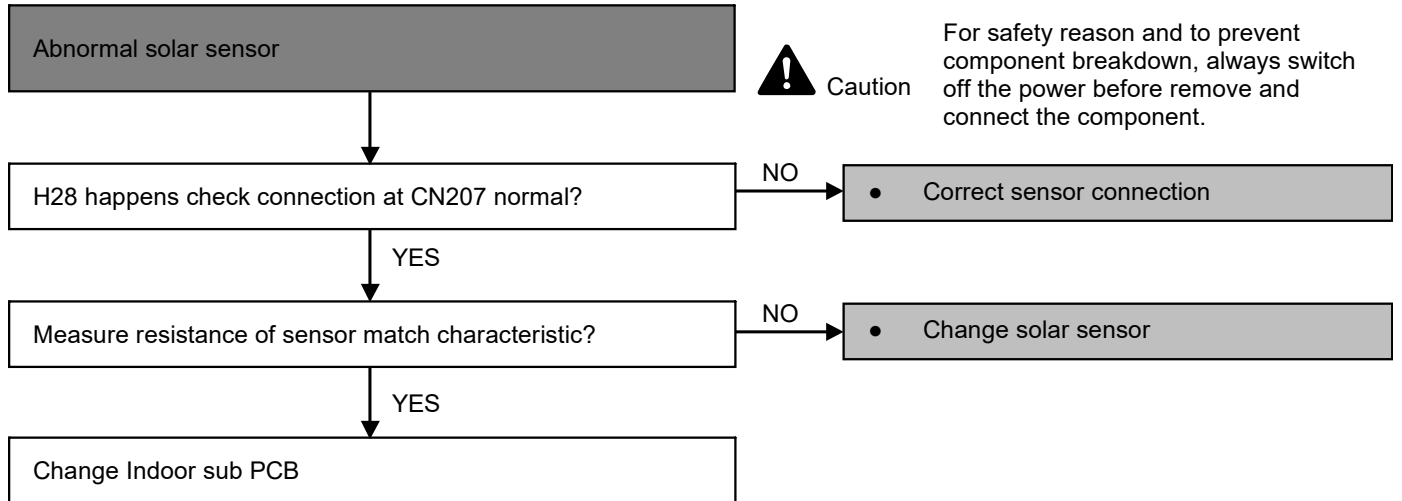 Abnormal solar sensor
Caution
For safety reason and to prevent
component breakdown, always switch
off the power before remove and
connect the component.
H28 happens check connection at CN207 normal?
NO
● Correct sensor connection
YES
Measure resistance of sensor match characteristic?
NO
● Change solar sensor
YES
Change Indoor sub PCB